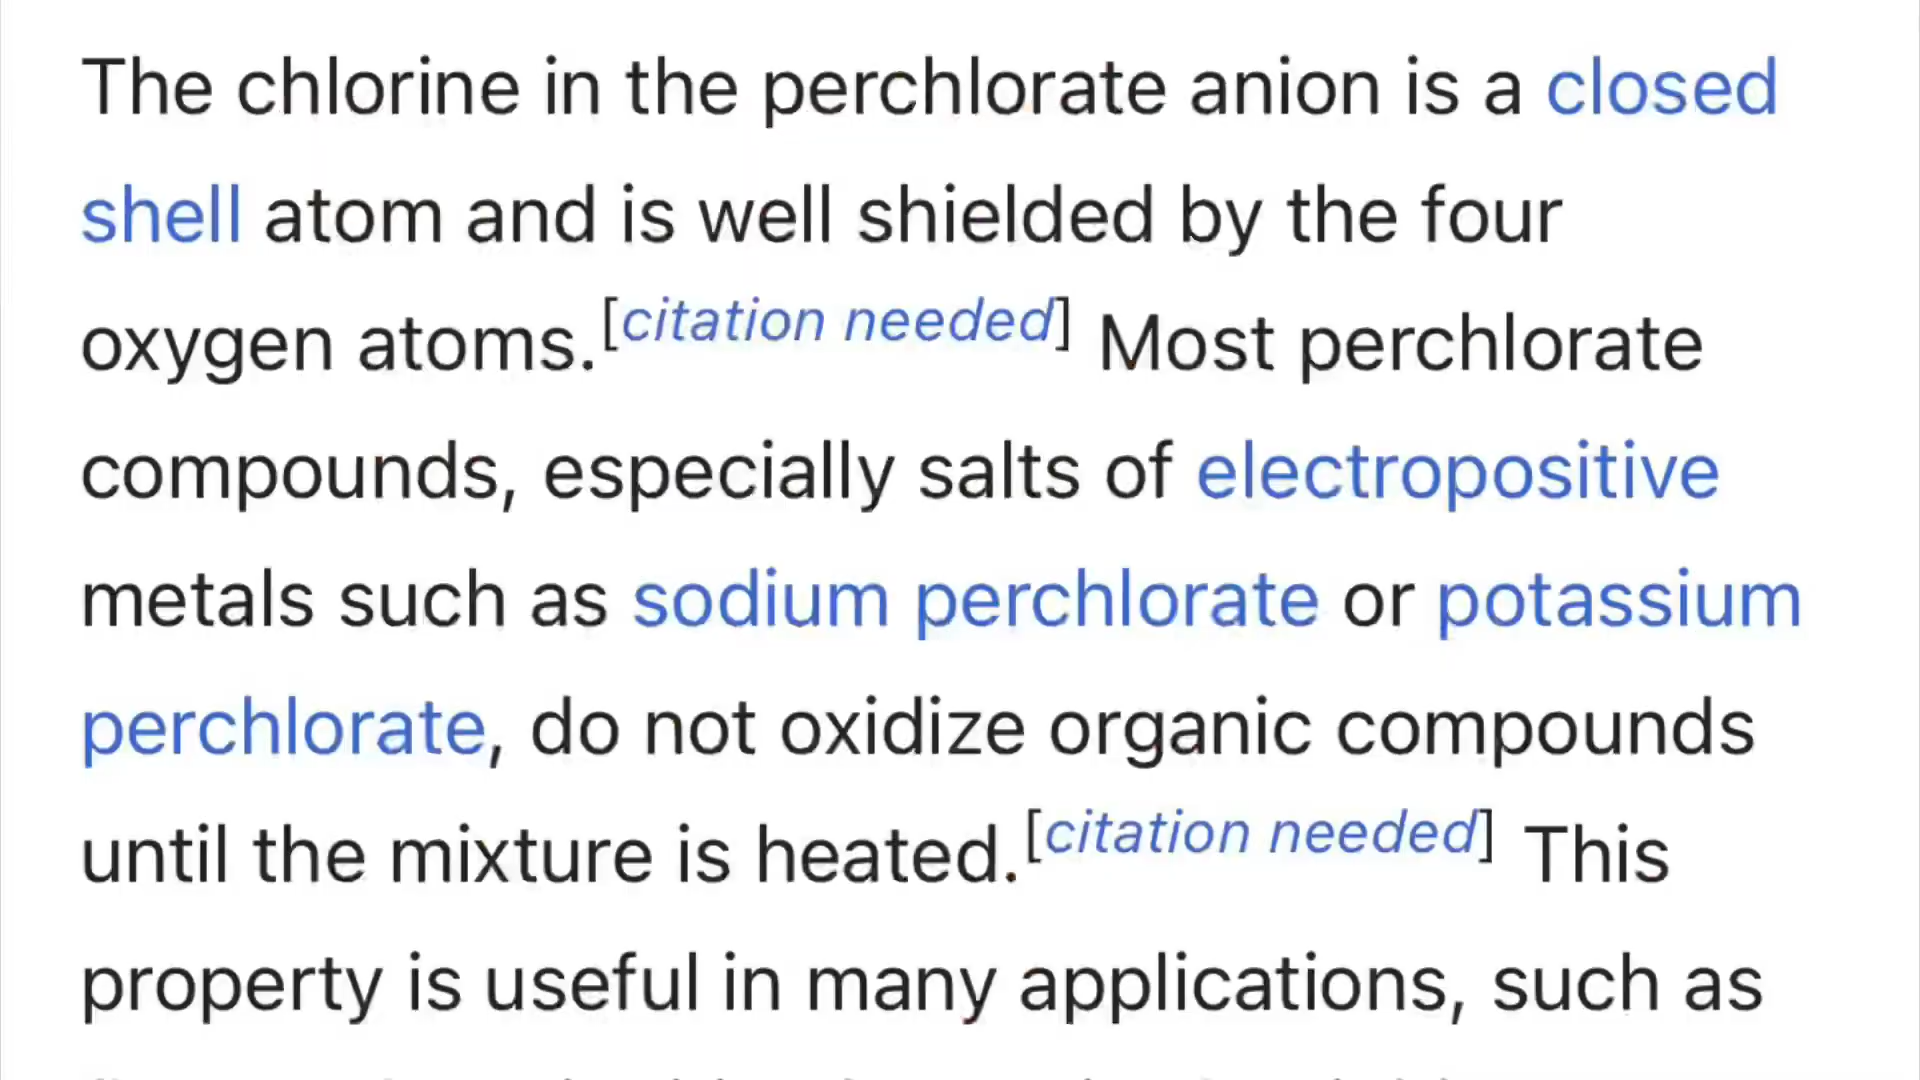 The chlorine in the perchlorate anion is a closed
shell atom and is well shielded by the four
oxygen atoms.[citation needed] Most perchlorate
compounds, especially salts of electropositive
metals such as sodium perchlorate or potassium
perchlorate, do not oxidize organic compounds
until the mixture is heated.[citation needed] This
property is useful in many applications, such as